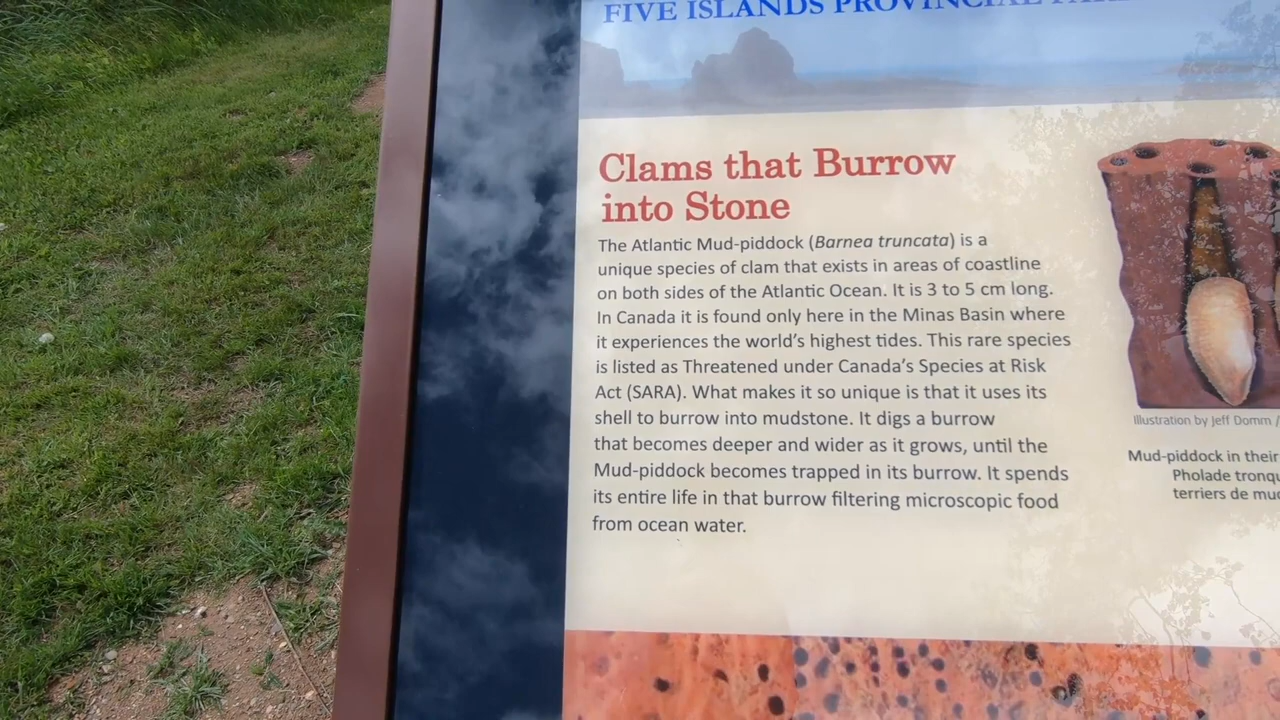 FIVE ISLANDS PROVINCIAL
Clams that Burrow
into Stone
The Atlantic Mud-piddock (Barnea truncata) is a
unique species of clam that exists in areas of coastline
on both sides of the Atlantic Ocean. It is 3 to 5 cm long.
In Canada it is found only here in the Minas Basin where
it experiences the world's highest tides. This rare species
is listed as Threatened under Canada's Species at Risk
Act (SARA). What makes it so unique is that it uses its
shell to burrow into mudstone. It digs a burrow
that becomes deeper and wider as it grows, until the
Mud-piddock becomes trapped in its burrow. It spends
its entire life in that burrow filtering microscopic food
from ocean water.
Illustration by Jeff Domm /
Mud-piddock in their
Pholade
terriers de